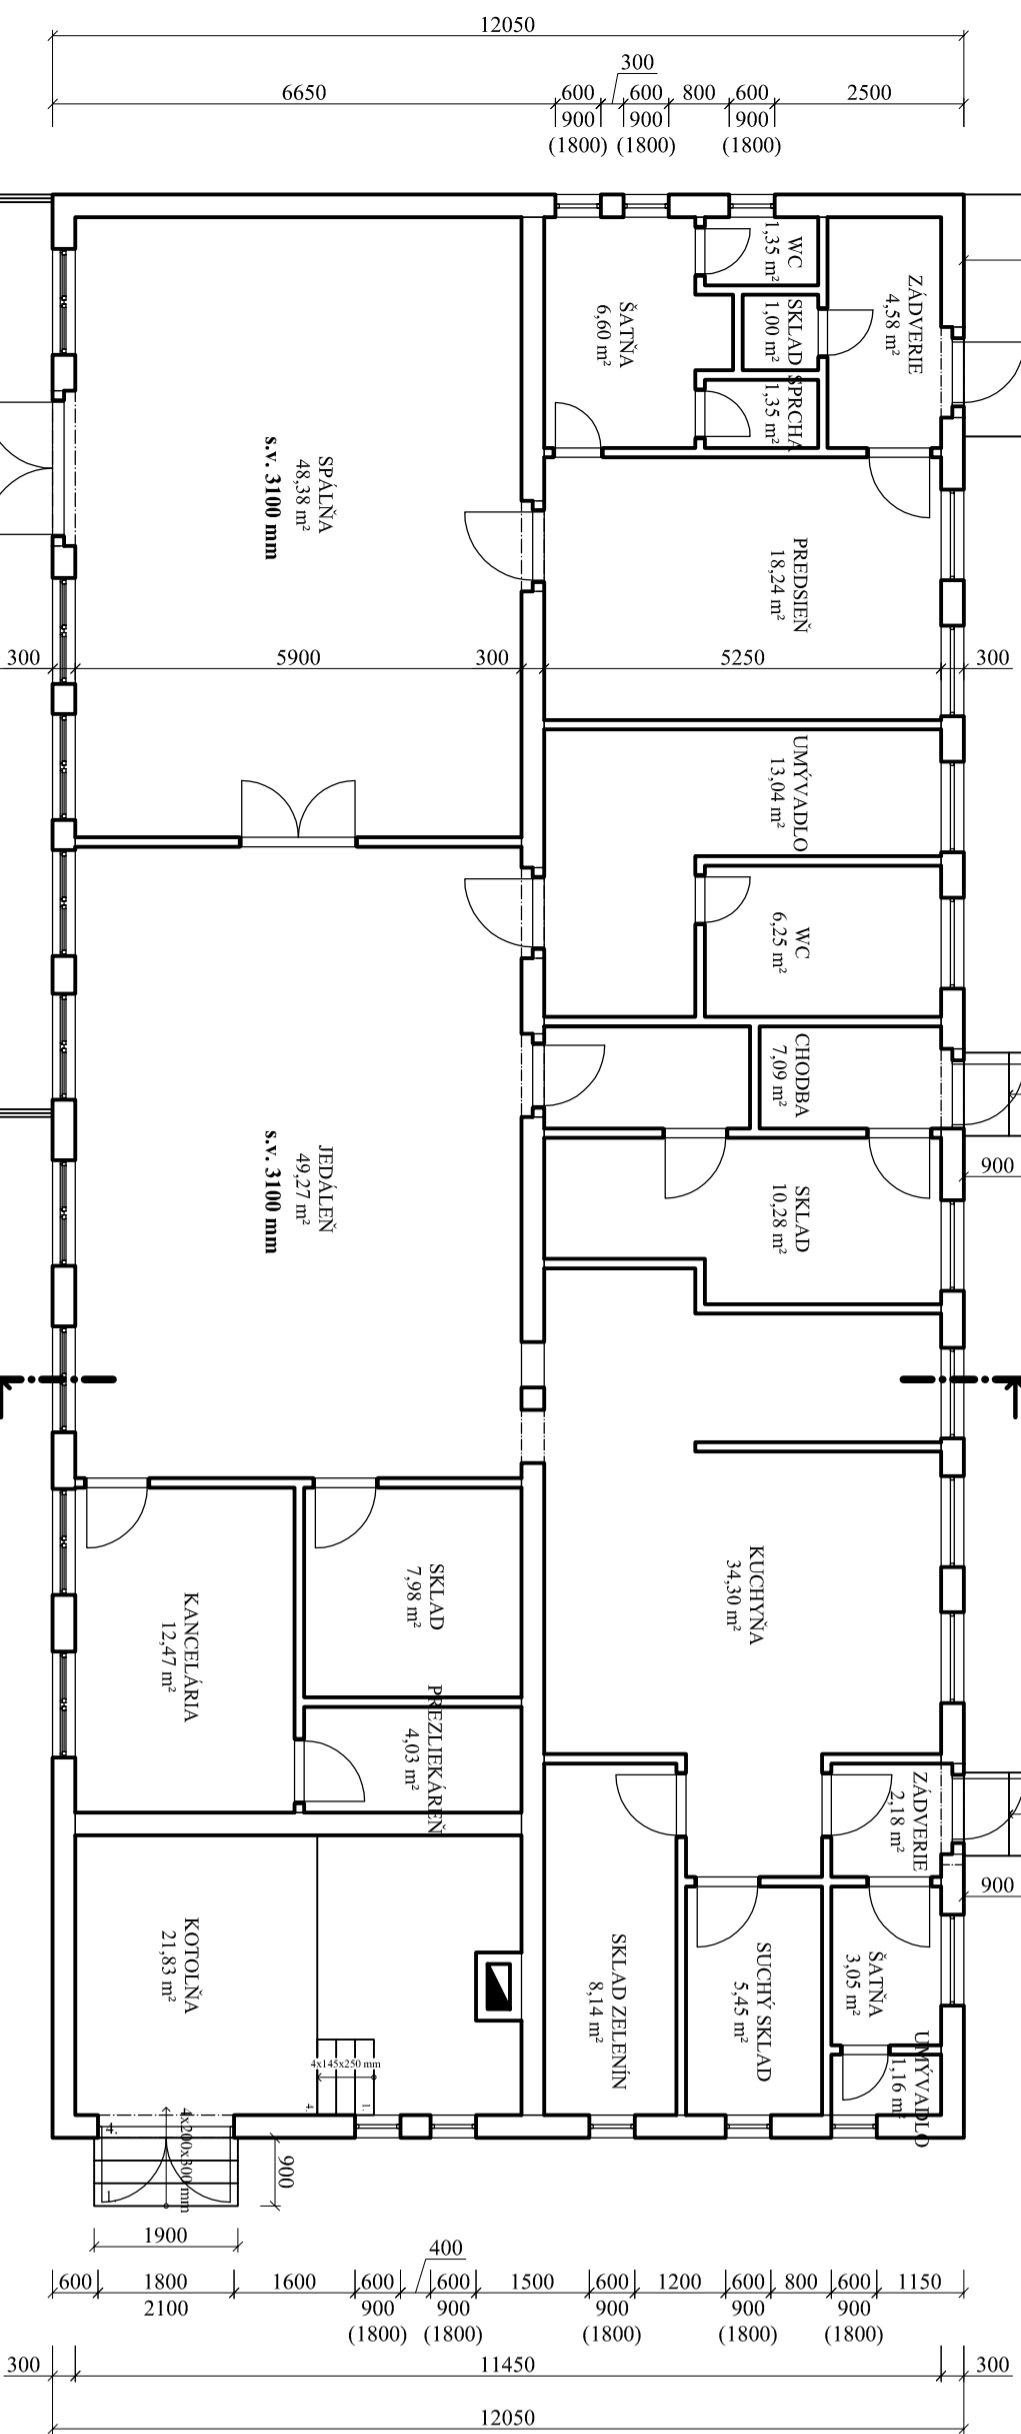 12050
300
6650
600
600
800
600
2500
900
900
900
(1800)
(1800)
(1800)
WC
1,35 m²
ZÁDVERIE
4,58 m²
SKLAD
1,00 m²
ŠATŇA
6,60 m²
SPRCHA
1,35 m²
SPÁLŇA
48,38 m²
s.v. 3100 mm
PREDSIEŇ
18,24 m²
300
5900
300
5250
300
UMÝVADLO
13,04 m²
WC
6,25 m²
CHODBA
7,09 m²
900
JEDÁLEŇ
49,27 m²
s.v. 3100 mm
SKLAD
10,28 m²
KUCHYŇA
34,30 m²
SKLAD
7,98 m²
KANCELÁRIA
12,47 m²
PREZLIEKÁREŇ
4,03 m²
ZÁDVERIE
2,18 m²
900
KOTOLŇA
21,83 m²
SKLAD ZELENÍN
8,14 m²
SUCHÝ SKLAD
5,45 m²
ŠATŇA
3,05 m²
UMÝVADLO
1,16 m²
4x145x250 mm
4.
1.
4x200x300 mm
4.
1.
900
1900
400
600
1800
1600
600
600
1500
600
1200
600
800
600
1150
2100
900
900
900
900
900
(1800)
(1800)
(1800)
(1800)
(1800)
300
11450
300
12050